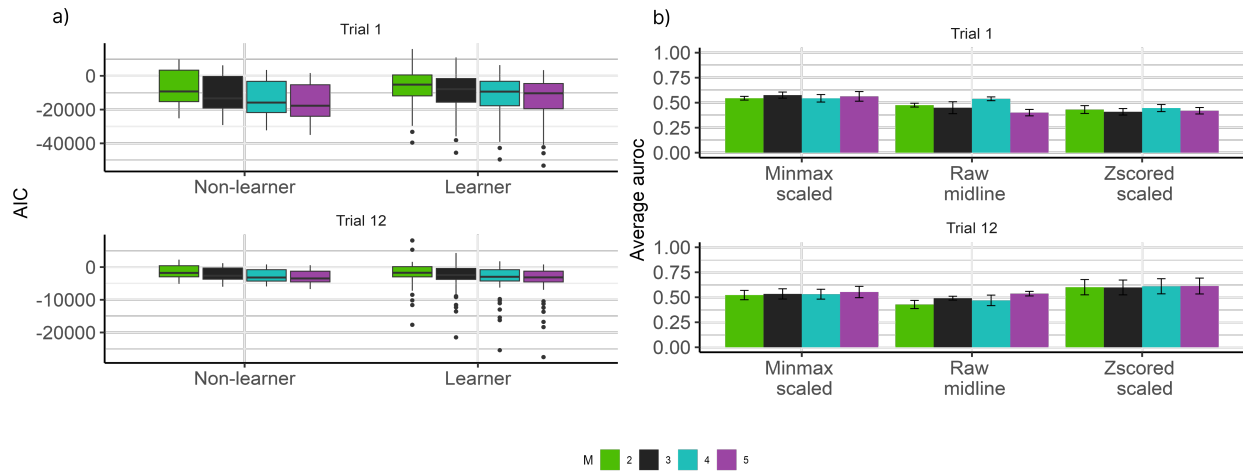 a)
Trial 1
AIC
0
-20000
-40000
Non-learner
Learner
Trial 12
0
-10000
-20000
Non-learner
Learner
b)
Trial 1
Average auroc
1.00
0.75
0.50
0.25
0.00
Minmax
scaled
Raw
midline
Zscored
scaled
Trial 12
1.00
0.75
0.50
0.25
0.00
Minmax
scaled
Raw
midline
Zscored
scaled
M 2 3 4 5